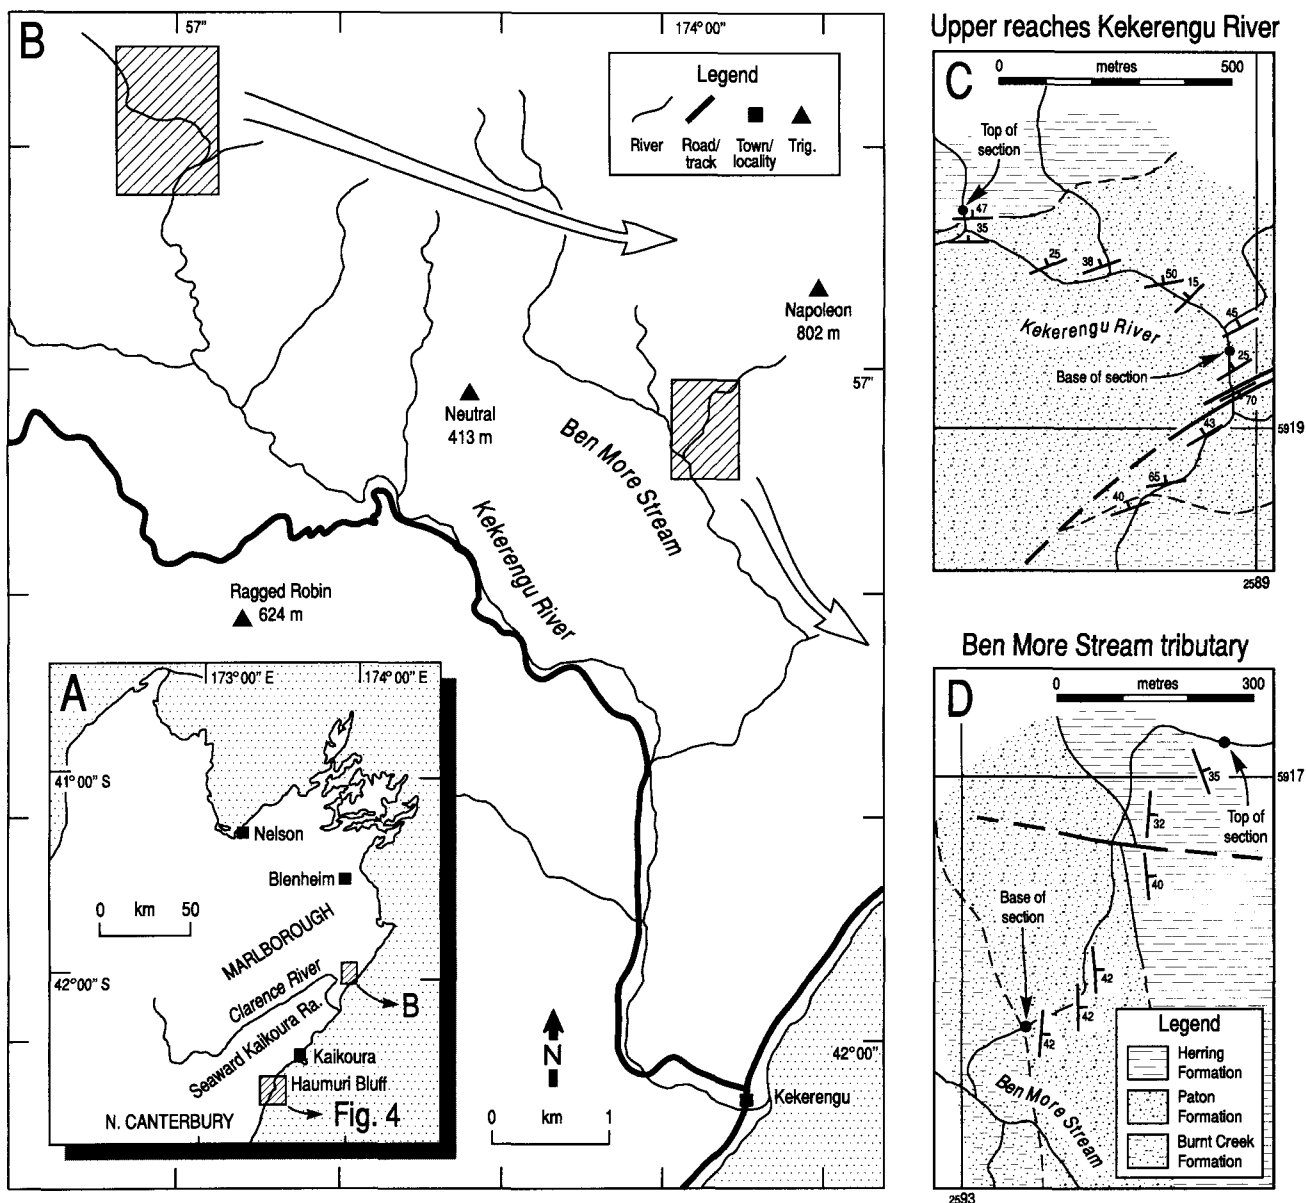 B
57"
174°00"
Legend
River
Road/
track
Town/
locality
Trig.
Napoleon
802 m
57"
Neutral
413 m
Ben More Stream
Kekerengu River
Ragged Robin
624 m
42°00"
N
0 km 1
Kekerengu
A
173°00" E
174°00" E
41°00" S
Nelson
Blenheim
0 km 50
MARLBOROUGH
42°00" S
Clarence River
B
Seaward Kaikoura Ra.
Kaikoura
Haumuri Bluff
N. CANTERBURY
Fig. 4
Upper reaches Kekerengu River
C
0 metres 500
Top of
section
47
35
25
38
50
15
Kekerengu River
45
Base of section
25
70
43
5919
65
40
2589
Ben More Stream tributary
D
0 metres 300
35
5917
Top of
section
32
40
Base of
section
42
42
42
Ben More Stream
Legend
Herring
Formation
Paton
Formation
Burnt Creek
Formation
2593